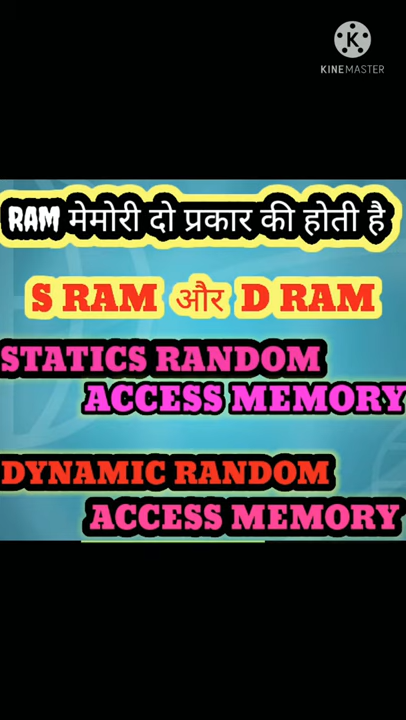 KINEMASTER
RAM मेमोरी दो प्रकार की होती है
S RAM और D RAM
STATICS RANDOM
ACCESS MEMORY
DYNAMIC RANDOM
ACCESS MEMORY